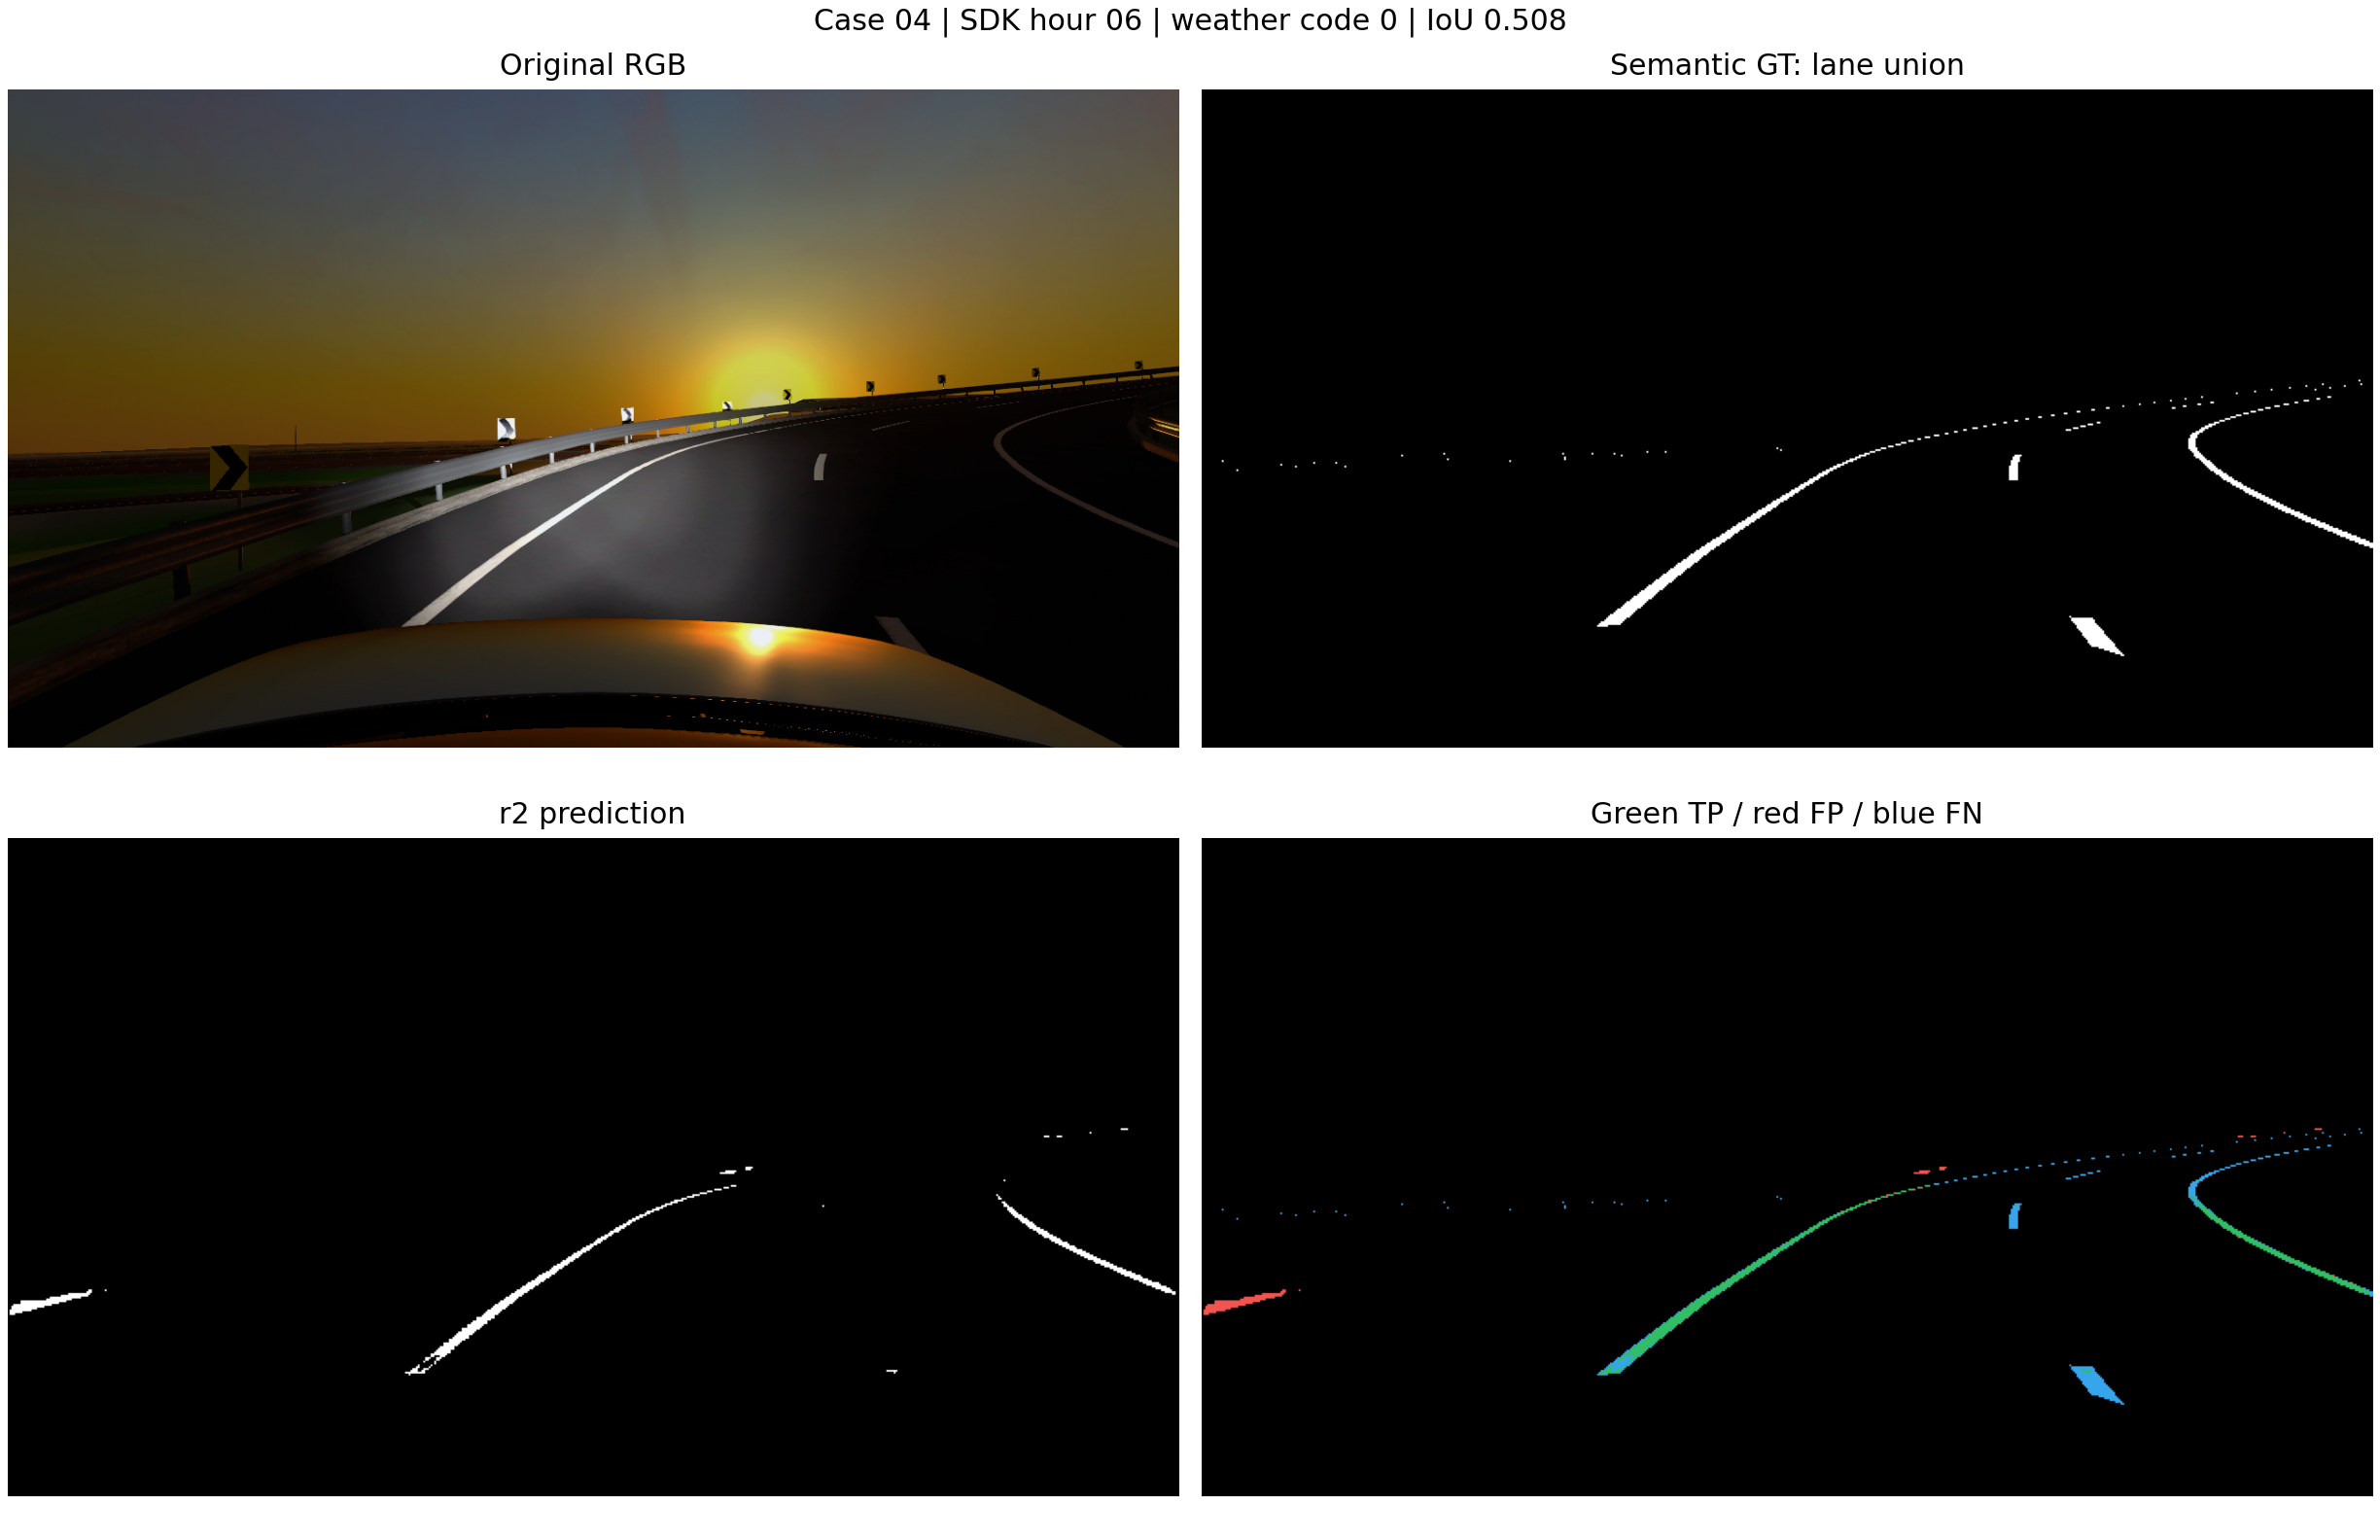 Case 04 | SDK hour 06 | weather code 0 | IoU 0.508
Original RGB
Semantic GT: lane union
r2 prediction
Green TP / red FP / blue FN